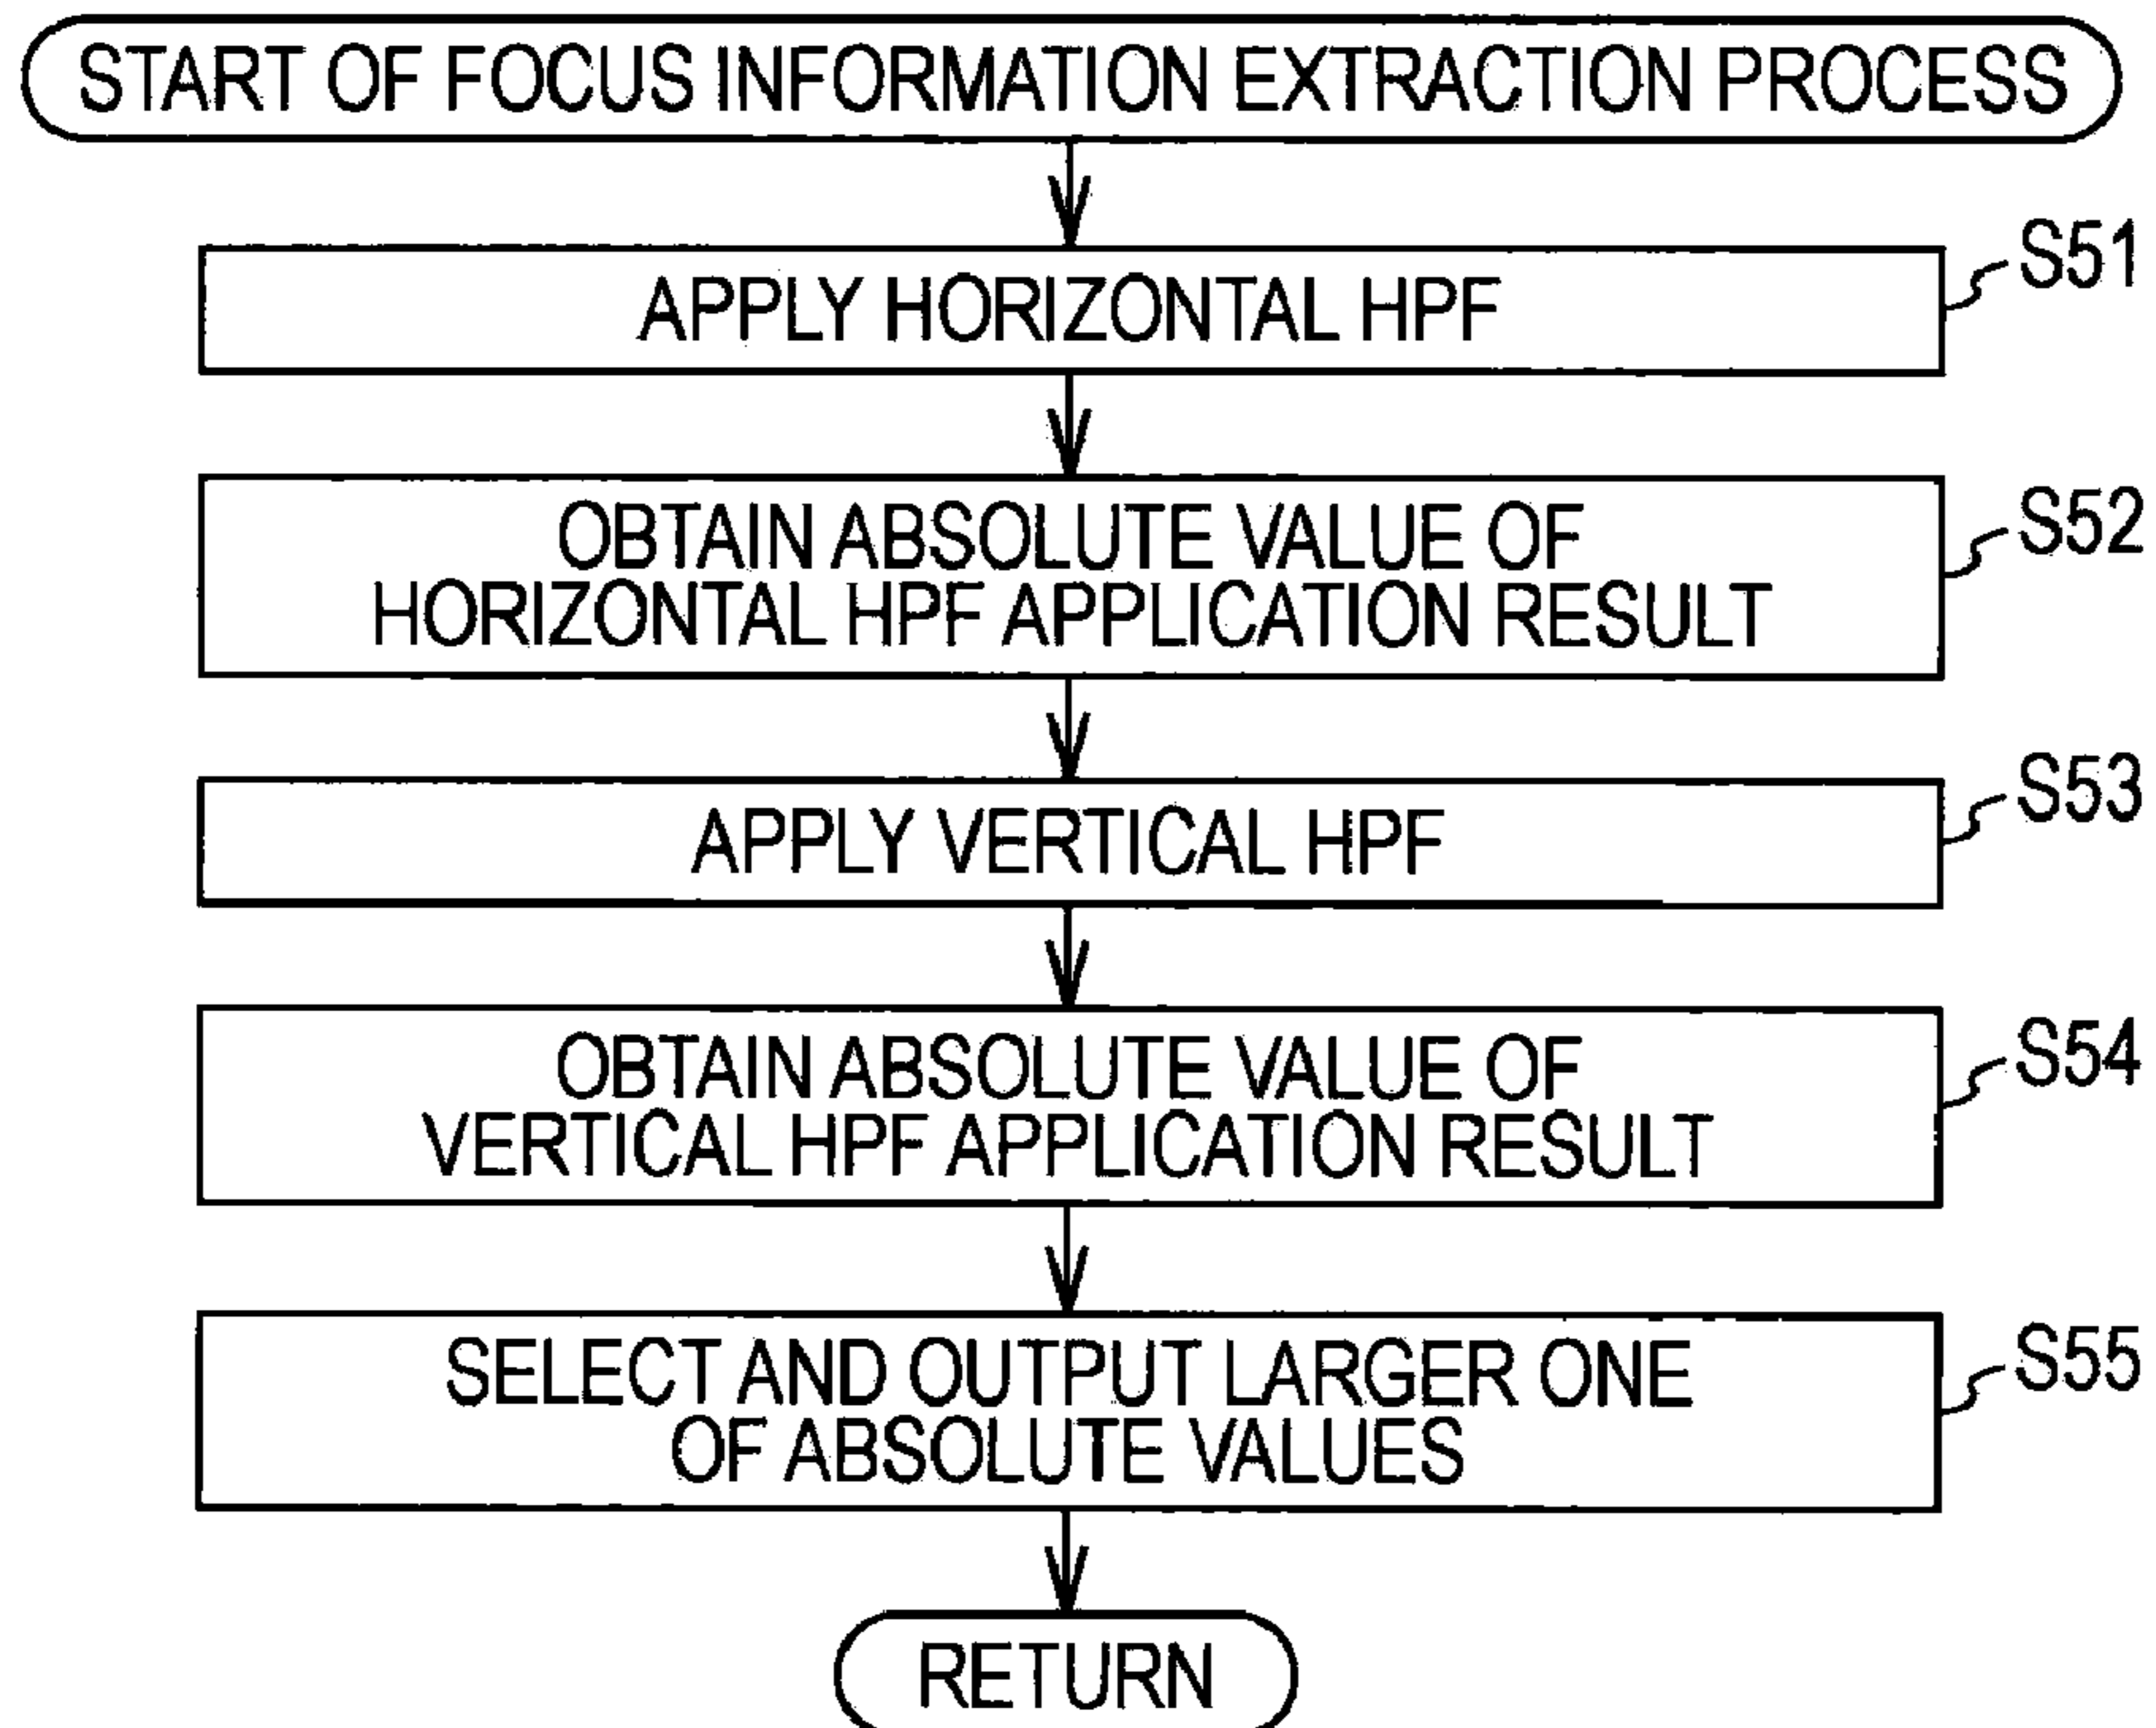 START OF FOCUS INFORMATION EXTRACTION PROCESS
APPLY HORIZONTAL HPF
S51
OBTAIN ABSOLUTE VALUE OF
HORIZONTAL HPF APPLICATION RESULT
S52
APPLY VERTICAL HPF
S53
OBTAIN ABSOLUTE VALUE OF
VERTICAL HPF APPLICATION RESULT
S54
SELECT AND OUTPUT LARGER ONE
OF ABSOLUTE VALUES
S55
RETURN